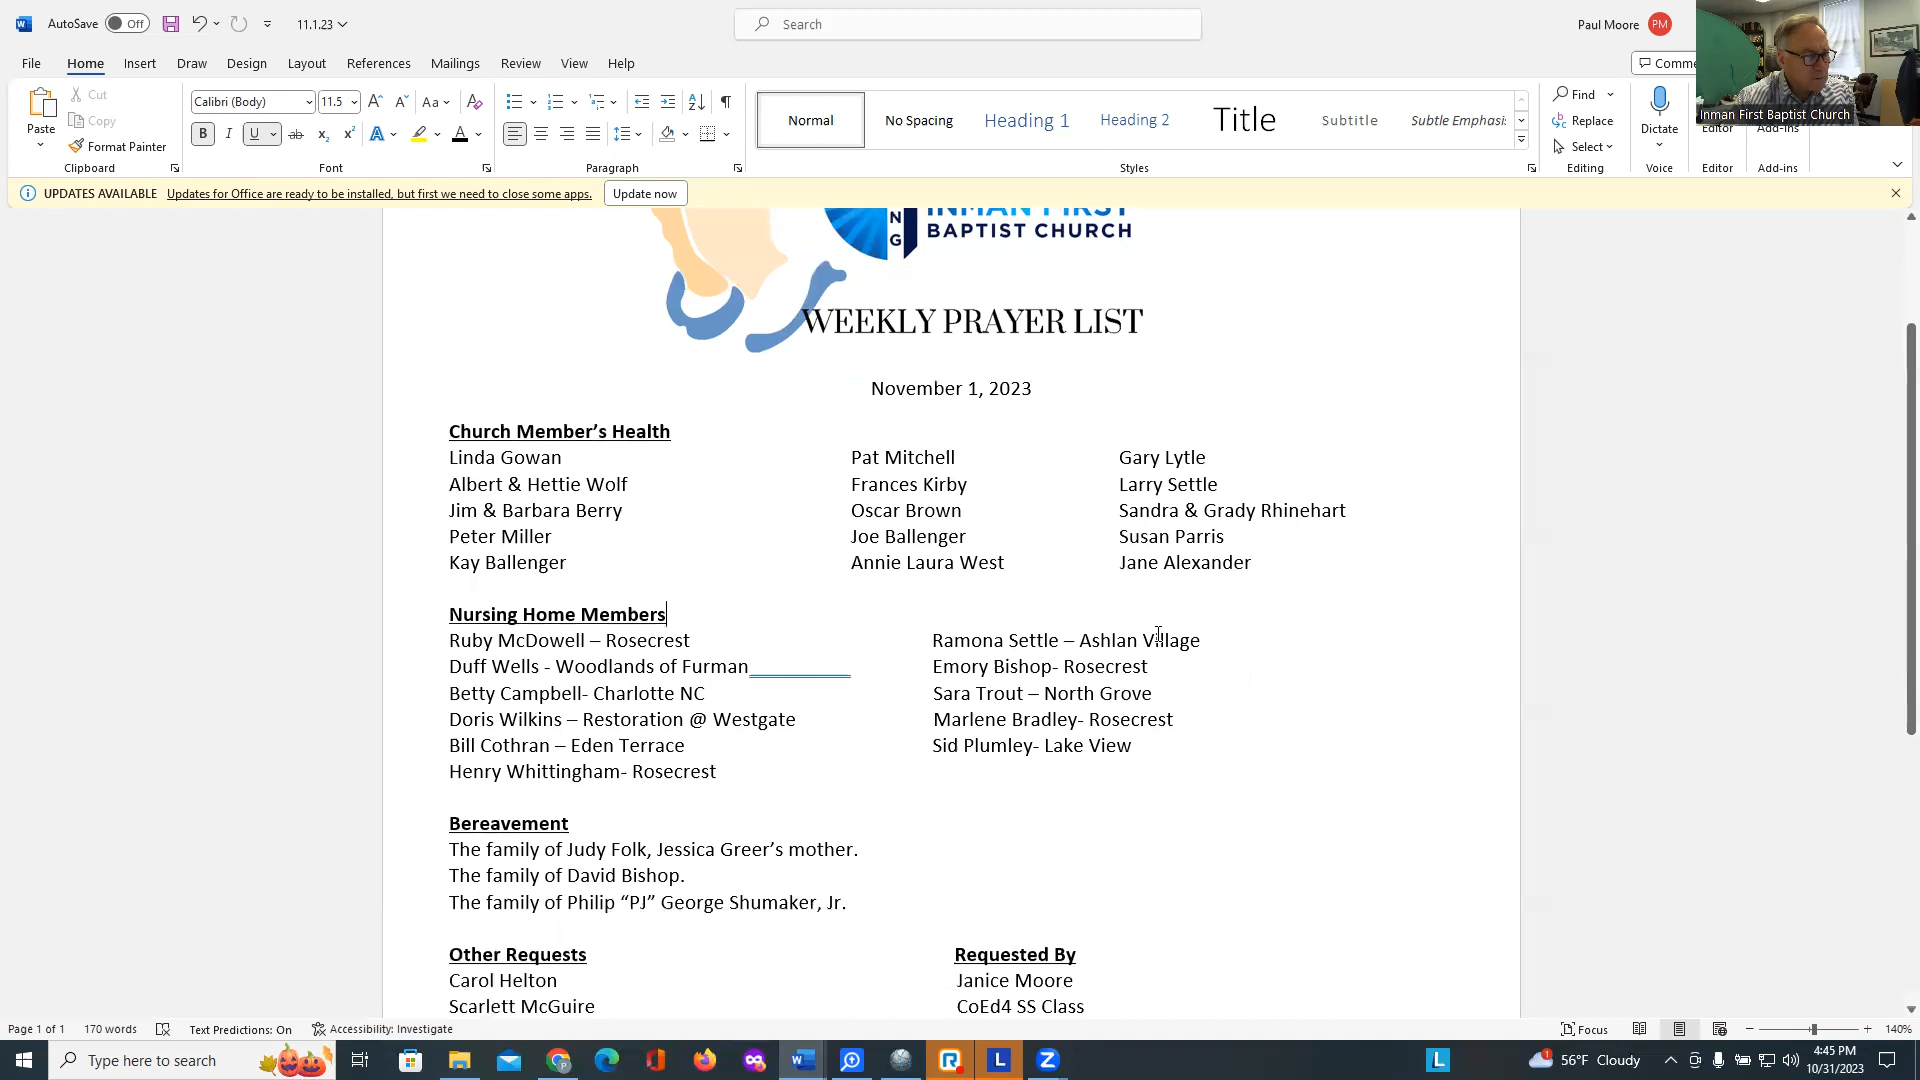 AutoSave Off 11.1.23 Search Paul Moore PM
File Home Insert Draw Design Layout References Mailings Review View Help
Comme
Inman First Baptist Church
Paste
Cut
Copy
Format Painter
Clipboard
Calibri (Body) 11.5
Font
Paragraph
Normal No Spacing Heading 1 Heading 2 Title Subtitle Subtle Emphasis
Styles
Find
Replace
Select
Editing
Dictate
Voice
Editor
Editor
Add-ins
Add-ins
UPDATES AVAILABLE Updates for Office are ready to be installed, but first we need to close some apps. Update now
N
G
INMAN FIRST
BAPTIST CHURCH
WEEKLY PRAYER LIST
November 1, 2023
Church Member’s Health
Linda Gowan Pat Mitchell Gary Lytle
Albert & Hettie Wolf Frances Kirby Larry Settle
Jim & Barbara Berry Oscar Brown Sandra & Grady Rhinehart
Peter Miller Joe Ballenger Susan Parris
Kay Ballenger Annie Laura West Jane Alexander
Nursing Home Members
Ruby McDowell – Rosecrest Ramona Settle – Ashlan Village
Duff Wells - Woodlands of Furman Emory Bishop- Rosecrest
Betty Campbell- Charlotte NC Sara Trout – North Grove
Doris Wilkins – Restoration @ Westgate Marlene Bradley- Rosecrest
Bill Cothran – Eden Terrace Sid Plumley- Lake View
Henry Whittingham- Rosecrest
Bereavement
The family of Judy Folk, Jessica Greer’s mother.
The family of David Bishop.
The family of Philip “PJ” George Shumaker, Jr.
Other Requests Requested By
Carol Helton Janice Moore
Scarlett McGuire CoEd4 SS Class
Page 1 of 1 170 words Text Predictions: On Accessibility: Investigate Focus 140%
Type here to search 56°F Cloudy 4:45 PM
10/31/2023